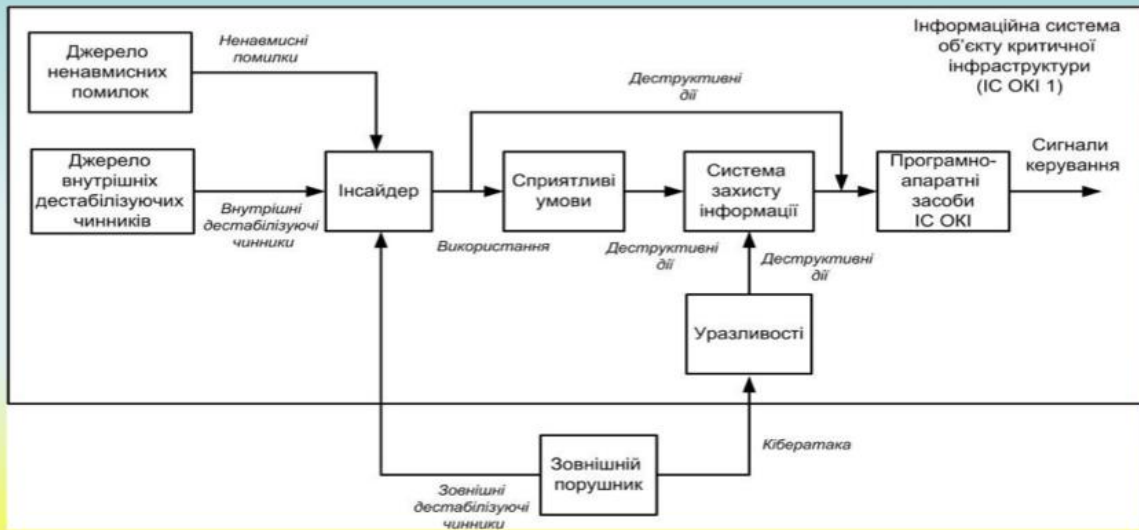 Джерело
ненавмисних
помилок
Ненавмисні
помилки
Інформаційна система
об'єкту критичної
інфраструктури
(ІС ОКІ 1)
Деструктивні
дії
Джерело
внутрішніх
дестабілізуючих
чинників
Внутрішні
дестабілізуючі
чинники
Інсайдер
Використання
Сприятливі
умови
Деструктивні
дії
Система
захисту
інформації
Деструктивні
дії
Програмно-
апаратні
засоби
ІС ОКІ
Сигнали
керування
Уразливості
Зовнішні
дестабілізуючі
чинники
Зовнішній
порушник
Кібератака